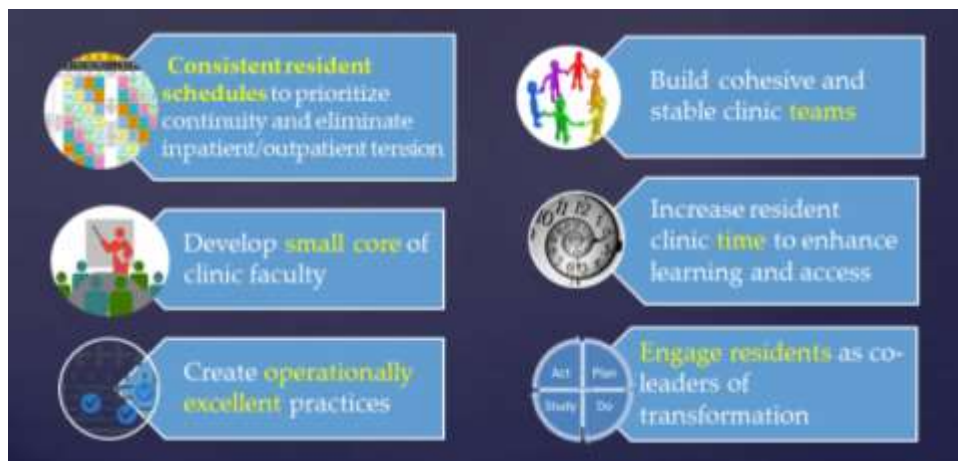 Consistent resident
schedules to prioritize
continuity and eliminate
inpatient/outpatient tension
Develop small core of
clinic faculty
Create operationally
excellent practices
Build cohesive and
stable clinic teams
Increase resident
clinic time to enhance
learning and access
Act Plan
Study Do
Engage residents as co-
leaders of
transformation